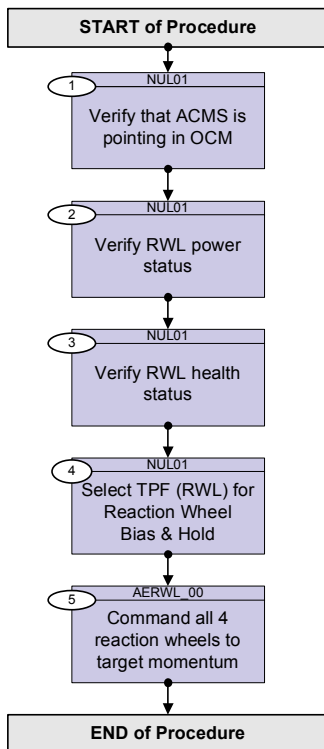 START of Procedure
NUL01
1
Verify that ACMS is
pointing in OCM
NUL01
2
Verify RWL power
status
NUL01
3
Verify RWL health
status
NUL01
4
Select TPF (RWL) for
Reaction Wheel
Bias & Hold
AERWL_00
5
Command all 4
reaction wheels to
target momentum
END of Procedure